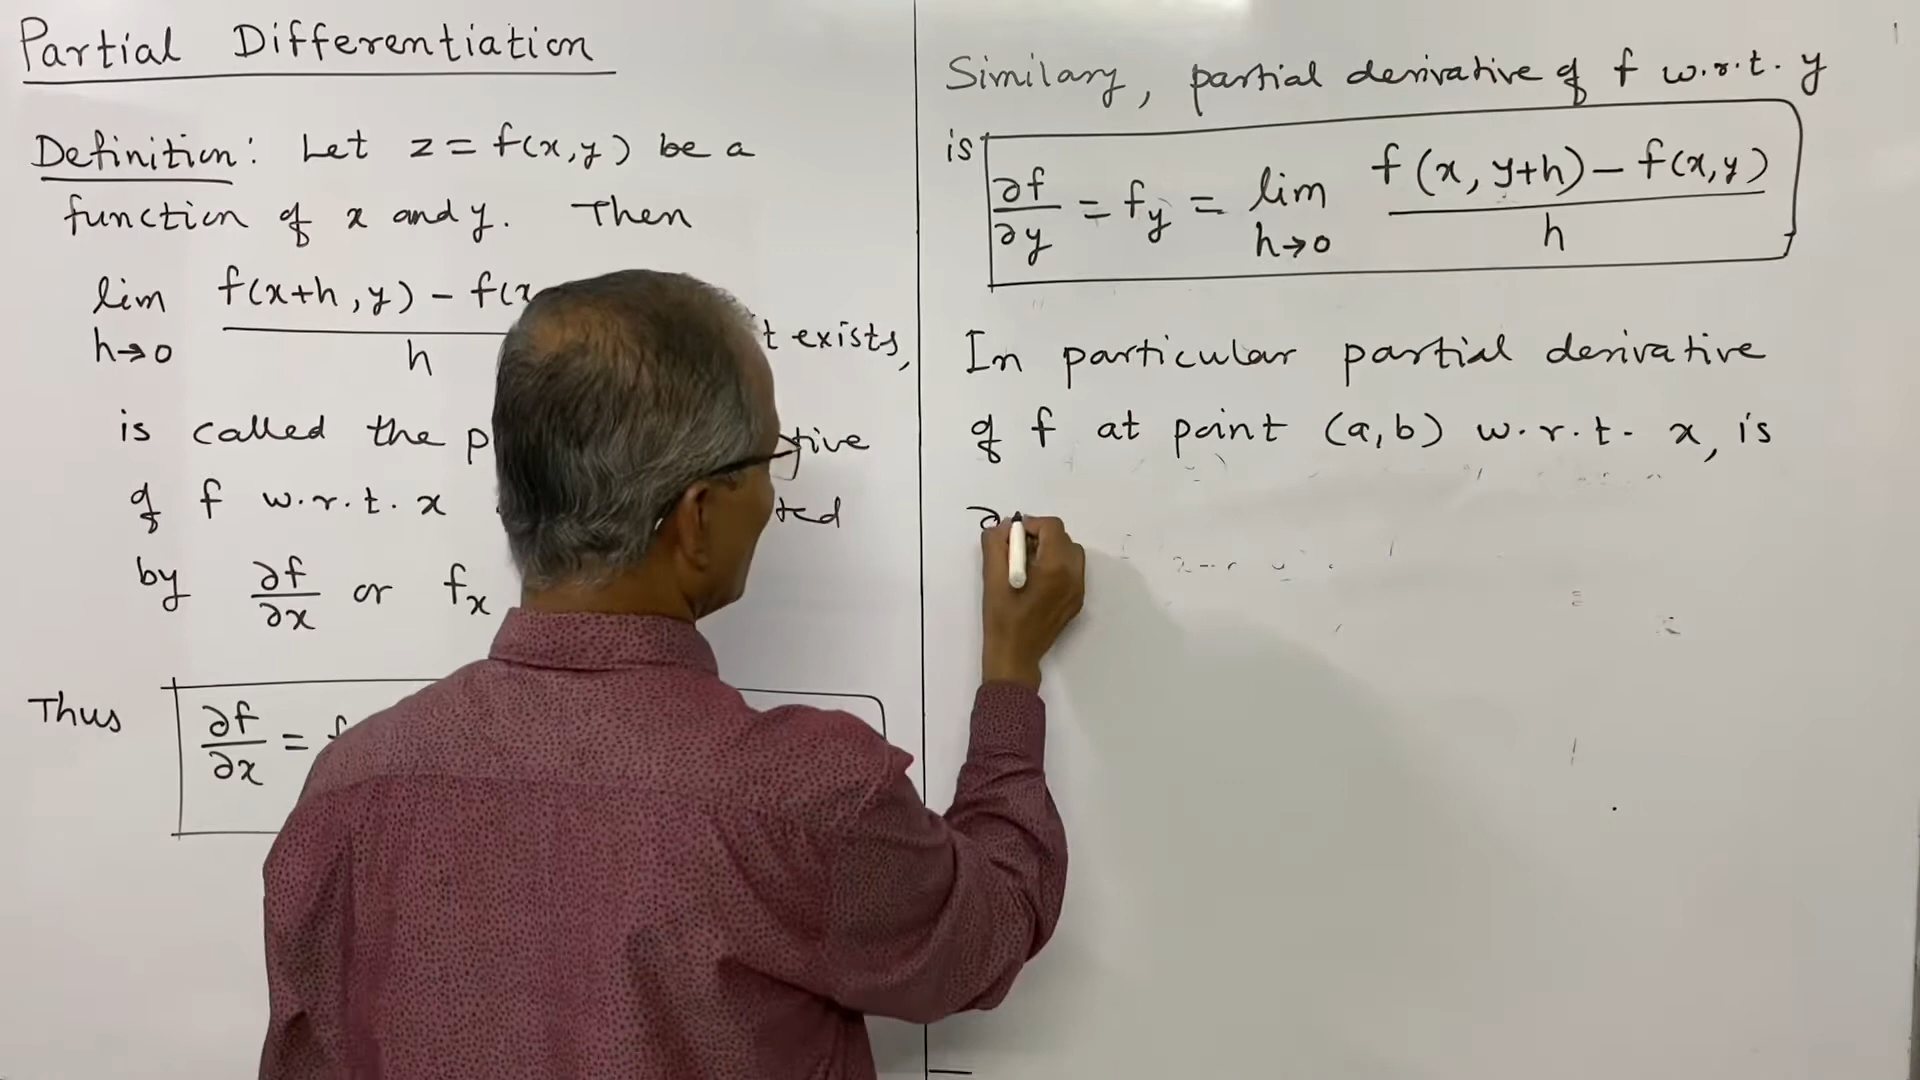 Partial Differentiation
Definition: Let z = f(x,y) be a
function of x and y. Then
lim f(x+h, y) - f(x
h→0 h
t exists,
is called the p tive
of f w.r.t. x ted
by ∂f/∂x or fx
Thus ∂f/∂x = f
Similary, partial derivative of f w.r.t. y
is
∂f/∂y = fy = lim h→0 f(x, y+h) - f(x,y) / h
In particular partial derivative
of f at point (a,b) w.r.t. x, is
∂